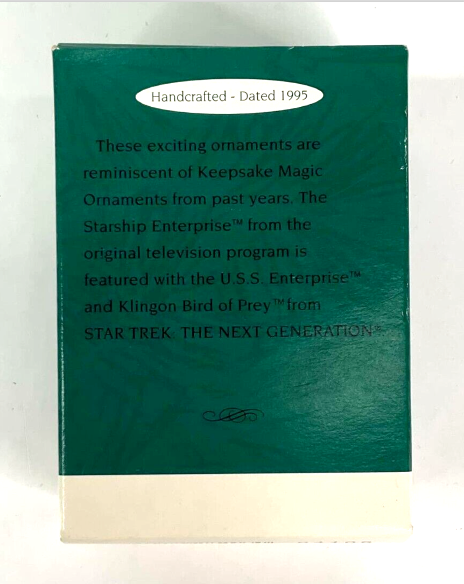 Handcrafted - Dated 1995
These exciting ornaments are
reminiscent of Keepsake Magic
Ornaments from past years. The
Starship Enterprise™ from the
original television program is
featured with the U.S.S. Enterprise™
and Klingon Bird of Prey™ from
STAR TREK: THE NEXT GENERATION®.